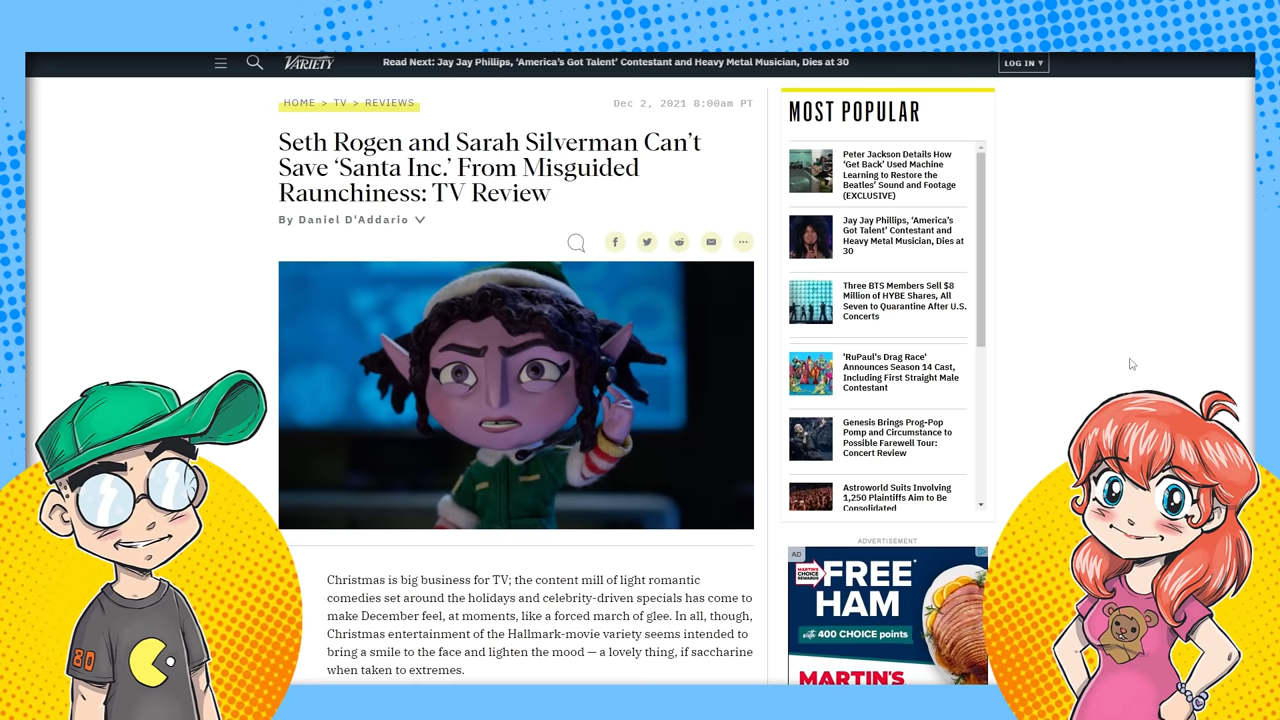 VARIETY
Read Next: Jay Jay Phillips, ‘America’s Got Talent’ Contestant and Heavy Metal Musician, Dies at 30
LOG IN ▾
HOME > TV > REVIEWS
Dec 2, 2021 8:00am PT
Seth Rogen and Sarah Silverman Can’t
Save ‘Santa Inc.’ From Misguided
Raunchiness: TV Review
By Daniel D'Addario
Christmas is big business for TV; the content mill of light romantic
comedies set around the holidays and celebrity-driven specials has come to
make December feel, at moments, like a forced march of glee. In all, though,
Christmas entertainment of the Hallmark-movie variety seems intended to
bring a smile to the face and lighten the mood — a lovely thing, if saccharine
when taken to extremes.
MOST POPULAR
Peter Jackson Details How
‘Get Back’ Used Machine
Learning to Restore the
Beatles’ Sound and Footage
(EXCLUSIVE)
Jay Jay Phillips, ‘America’s
Got Talent’ Contestant and
Heavy Metal Musician, Dies at
30
Three BTS Members Sell $8
Million of HYBE Shares, All
Seven to Quarantine After U.S.
Concerts
'RuPaul's Drag Race'
Announces Season 14 Cast,
Including First Straight Male
Contestant
Genesis Brings Prog-Pop
Pomp and Circumstance to
Possible Farewell Tour:
Concert Review
Astroworld Suits Involving
1,250 Plaintiffs Aim to Be
Consolidated
ADVERTISEMENT
AD
MARTIN'S
CHOICE
REWARDS
FREE*
HAM
400 CHOICE points
MARTIN'S
80